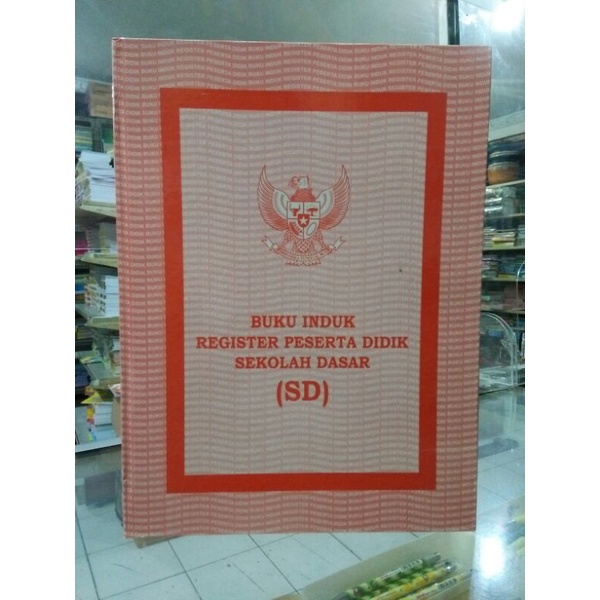 BUKU INDUK
REGISTER PESERTA DIDIK
SEKOLAH DASAR
(SD)